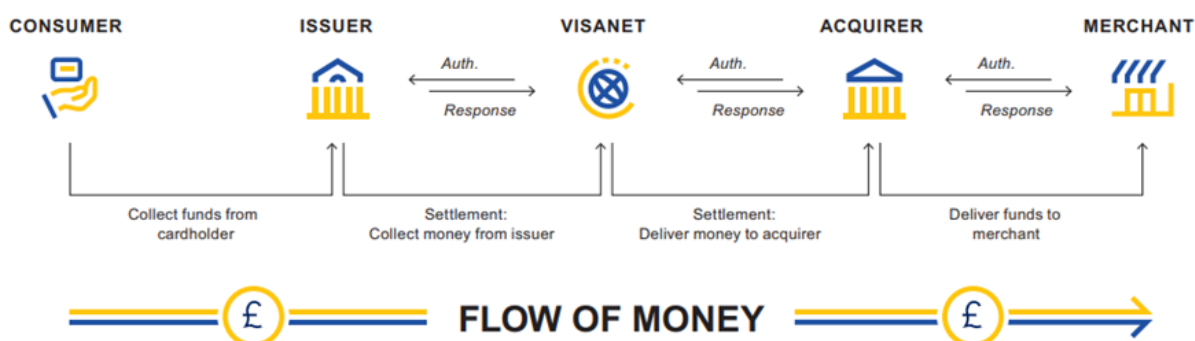 CONSUMER
ISSUER
VISANET
ACQUIRER
MERCHANT
Auth.
Response
Auth.
Response
Auth.
Response
Collect funds from
cardholder
Settlement:
Collect money from issuer
Settlement:
Deliver money to acquirer
Deliver funds to
merchant
£
FLOW OF MONEY
£